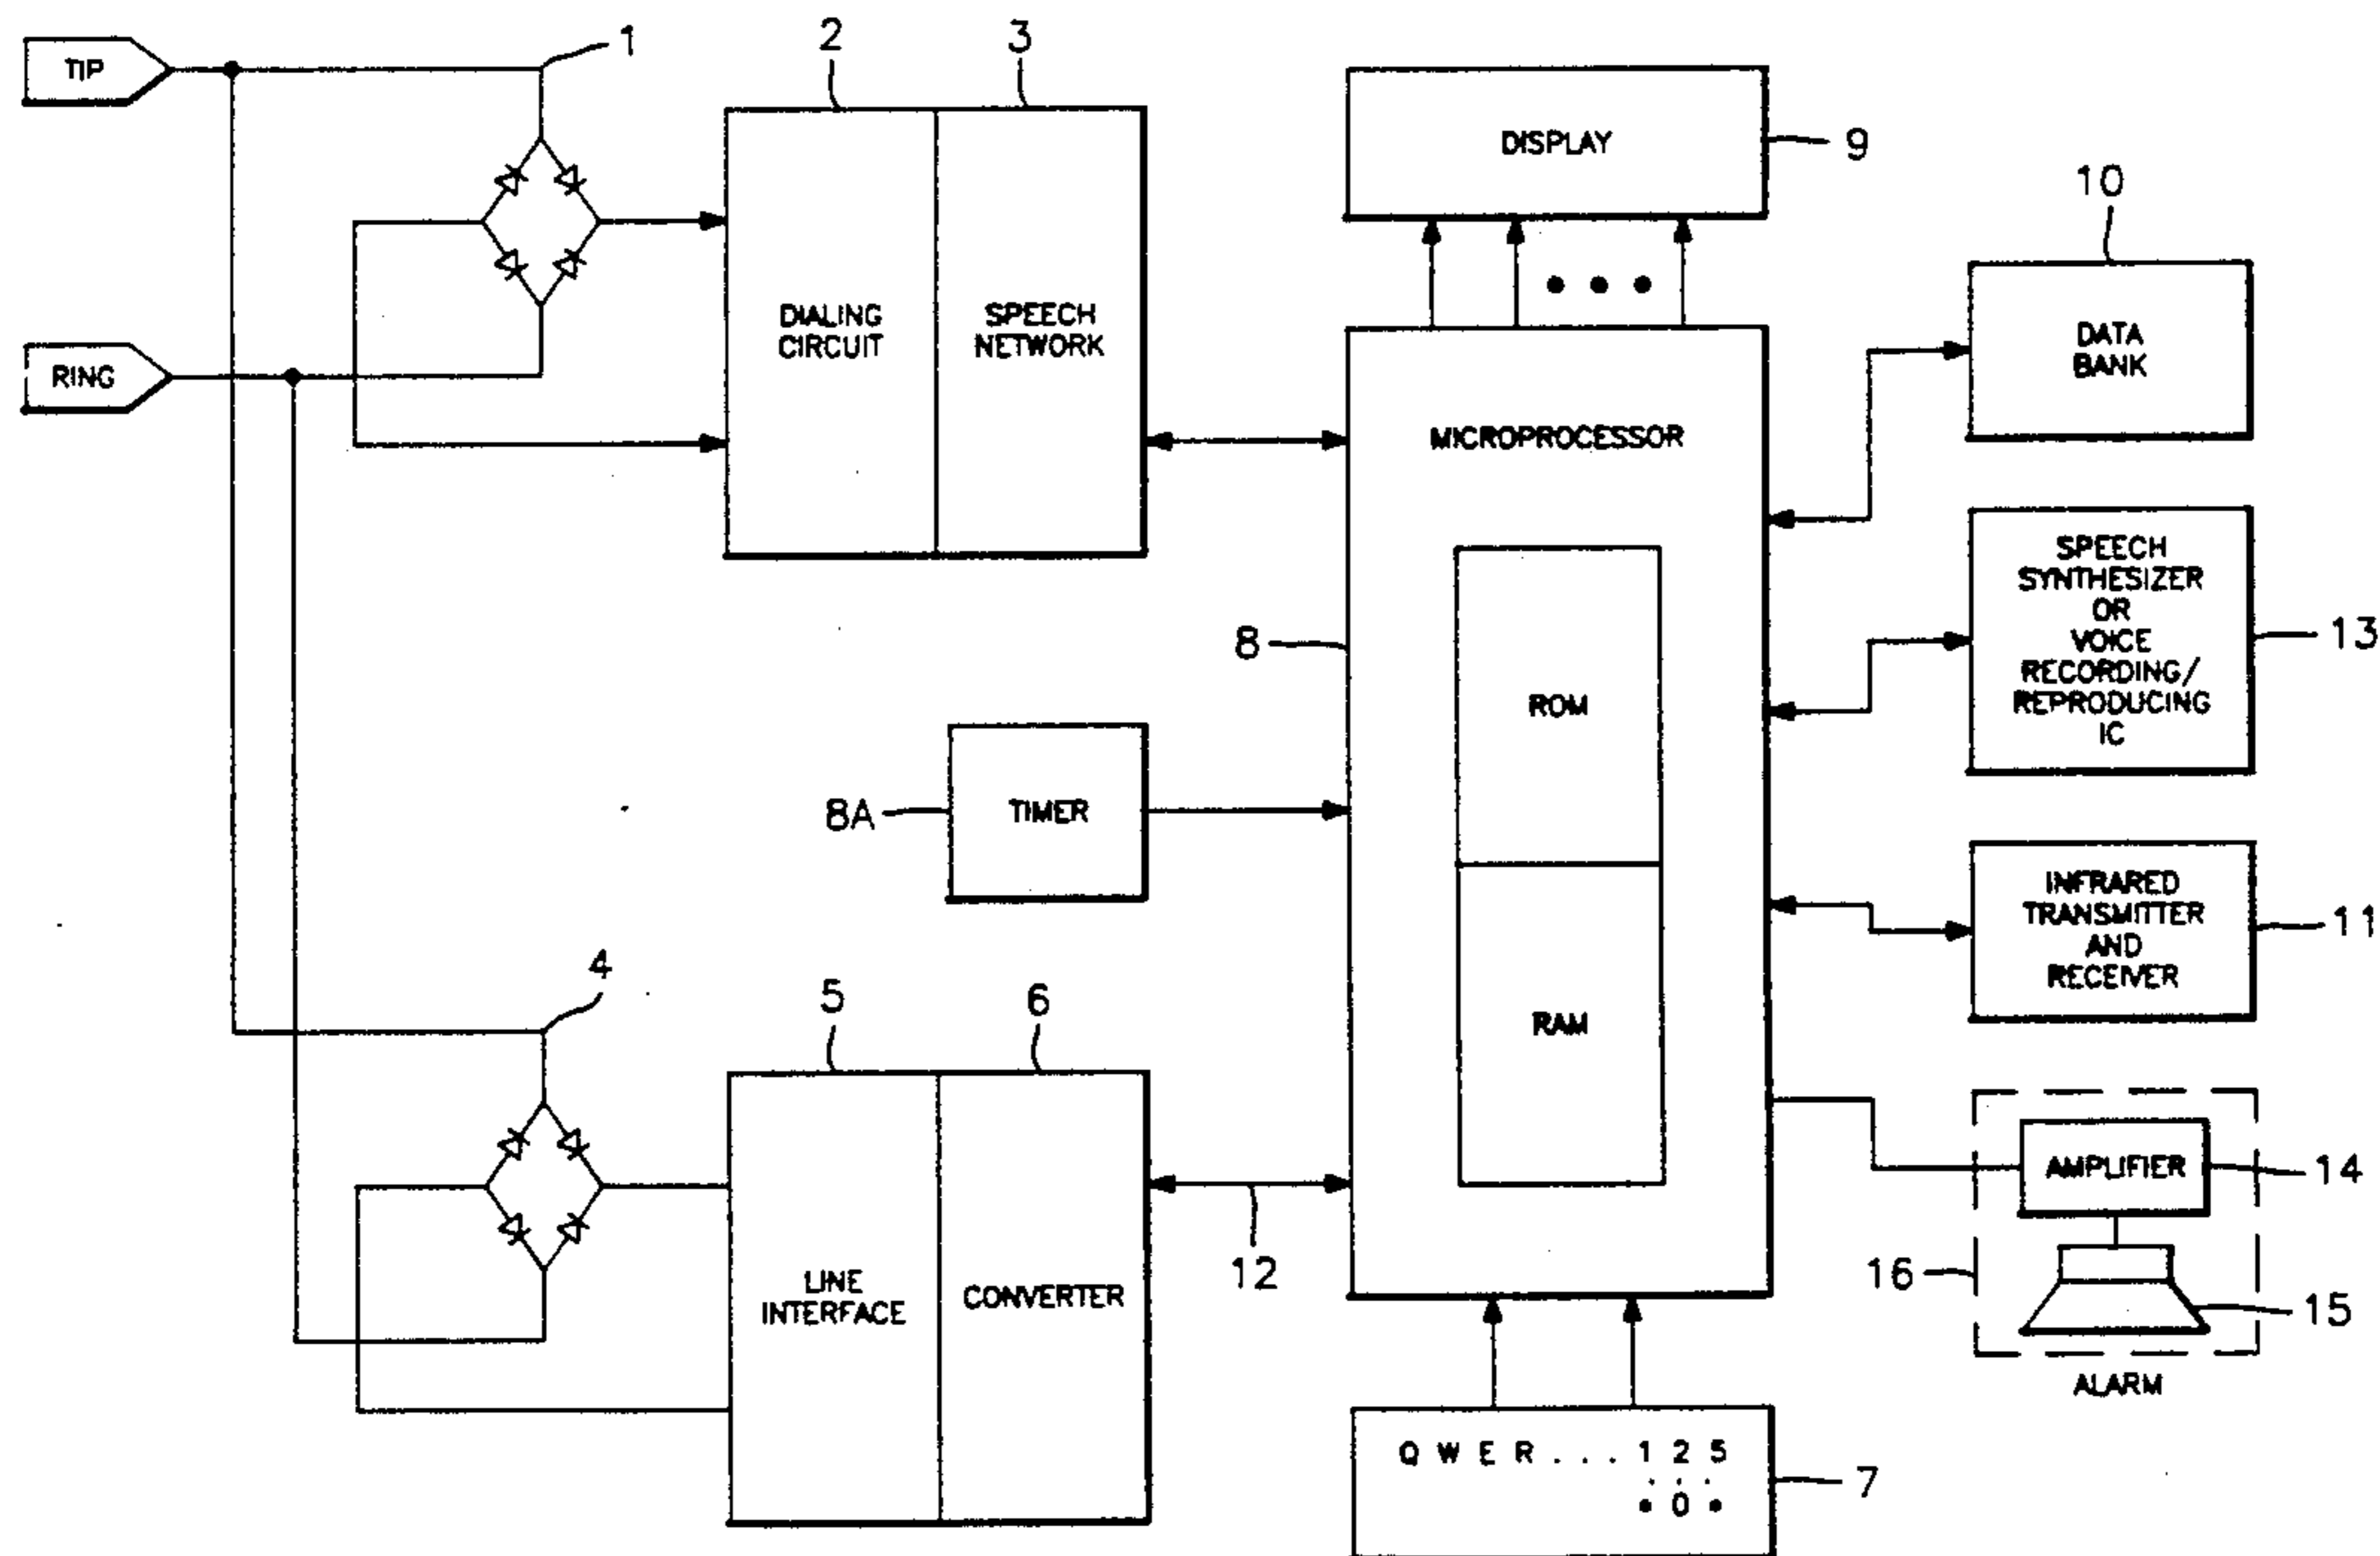 TIP
1
2
3
DIALING
CIRCUIT
SPEECH
NETWORK
RING
DISPLAY
9
10
DATA
BANK
MICROPROCESSOR
8
ROM
RAM
SPEECH
SYNTHESIZER
OR
VOICE
RECORDING/
REPRODUCING
IC
13
8A
TIMER
INFRARED
TRANSMITTER
AND
RECEIVER
11
4
5
6
LINE
INTERFACE
CONVERTER
12
AMPLIFIER
14
16
15
ALARM
Q W E R . . . 1 2 5
. . .
• 0 •
7